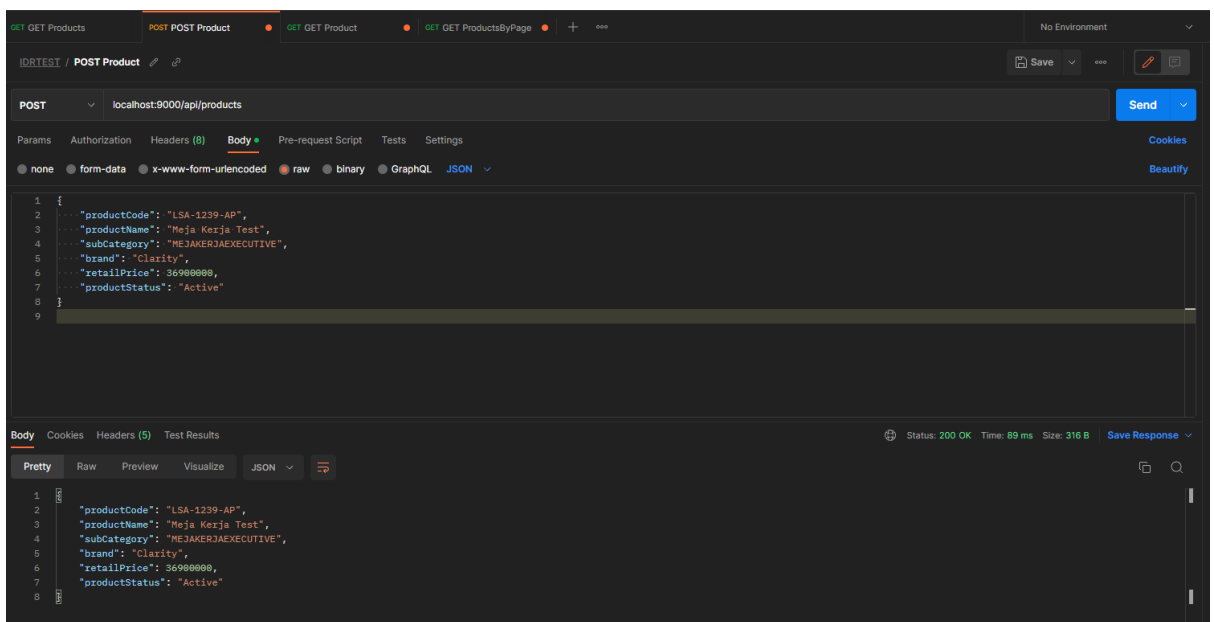 GET GET Products POST POST Product GET GET Product GET GET ProductsByPage + ooo No Environment
IDRTEST / POST Product Save ooo
POST localhost:9000/api/products Send
Params Authorization Headers (8) Body Pre-request Script Tests Settings Cookies
none form-data x-www-form-urlencoded raw binary GraphQL JSON Beautify
1 {
2 "productCode": "LSA-1239-AP",
3 "productName": "Meja Kerja Test",
4 "subCategory": "MEJAKERJAEXECUTIVE",
5 "brand": "Clarity",
6 "retailPrice": 36900000,
7 "productStatus": "Active"
8 }
9
Body Cookies Headers (5) Test Results Status: 200 OK Time: 89 ms Size: 316 B Save Response
Pretty Raw Preview Visualize JSON
1 {
2 "productCode": "LSA-1239-AP",
3 "productName": "Meja Kerja Test",
4 "subCategory": "MEJAKERJAEXECUTIVE",
5 "brand": "Clarity",
6 "retailPrice": 36900000,
7 "productStatus": "Active"
8 }